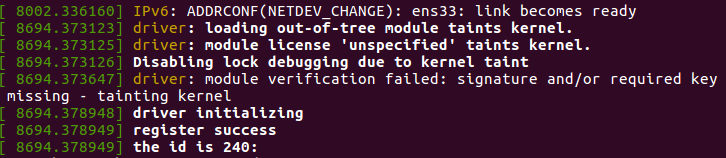 [ 8002.336160] IPv6: ADDRCONF(NETDEV_CHANGE): ens33: link becomes ready
[ 8694.373123] driver: loading out-of-tree module taints kernel.
[ 8694.373125] driver: module license 'unspecified' taints kernel.
[ 8694.373126] Disabling lock debugging due to kernel taint
[ 8694.373647] driver: module verification failed: signature and/or required key
missing - tainting kernel
[ 8694.378948] driver initializing
[ 8694.378949] register success
[ 8694.378949] the id is 240: